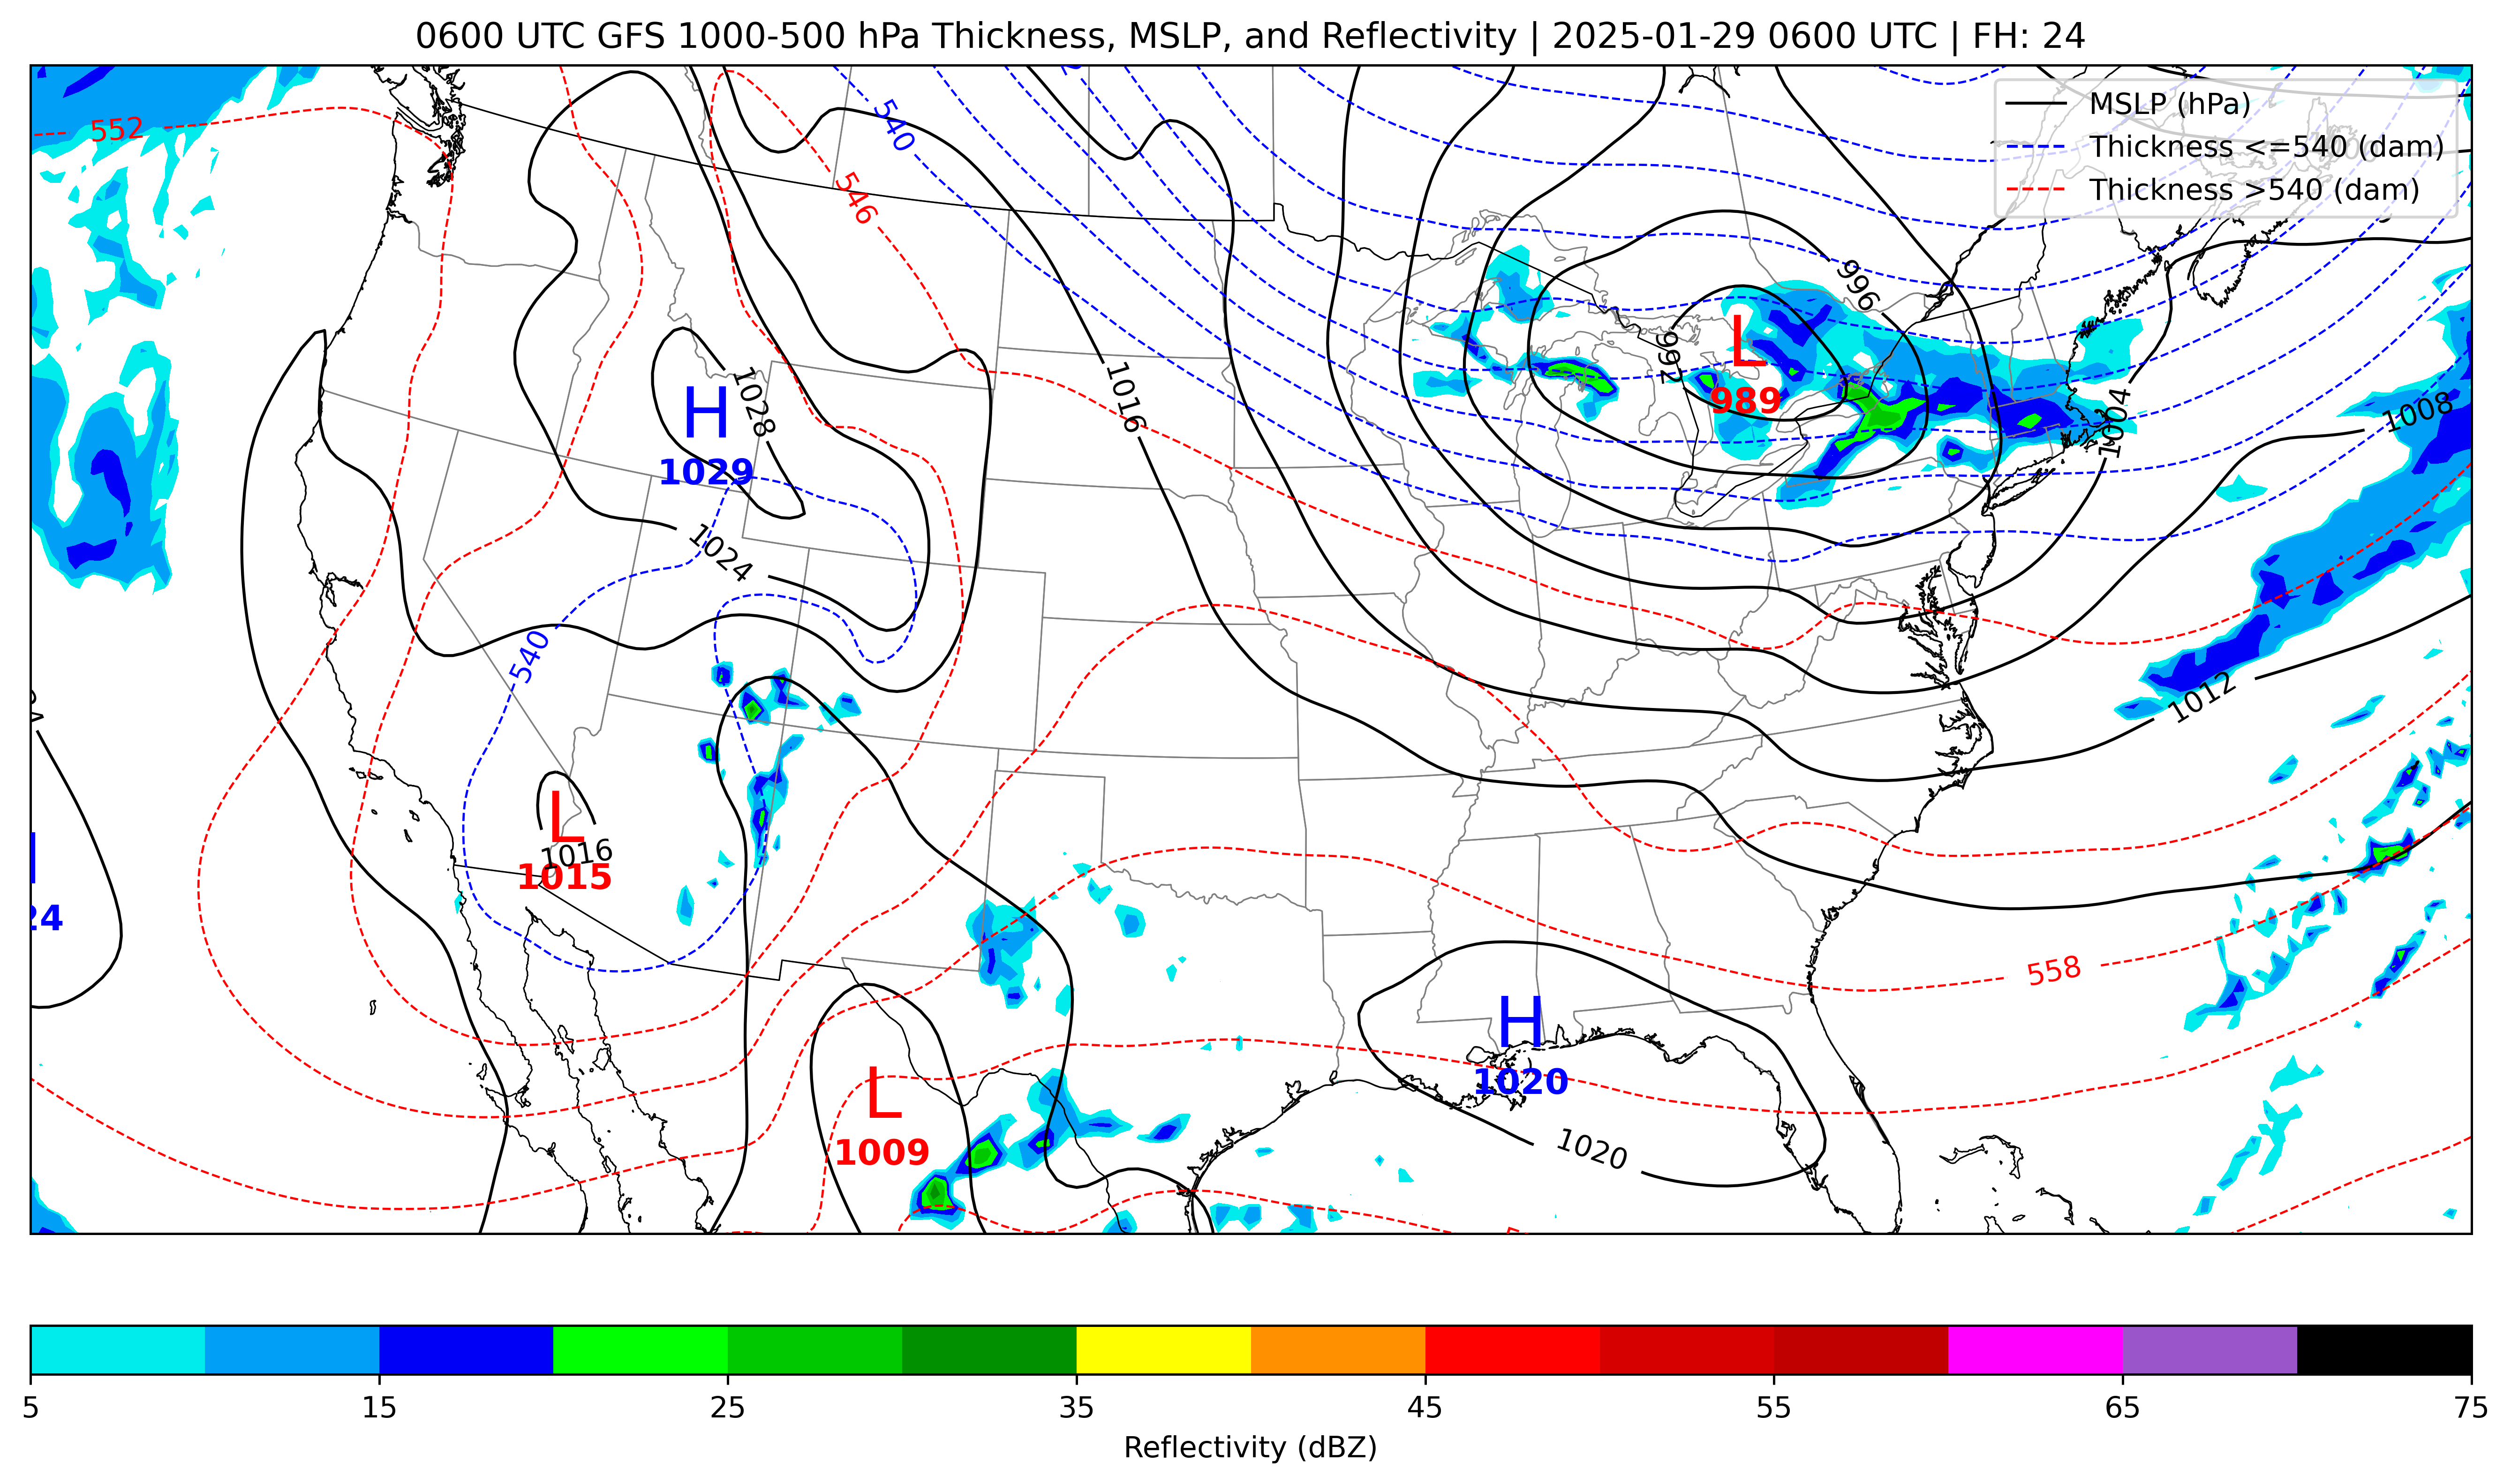 0600 UTC GFS 1000-500 hPa Thickness, MSLP, and Reflectivity | 2025-01-29 0600 UTC | FH: 24
MSLP (hPa)
Thickness <=540 (dam)
Thickness >540 (dam)
552
540
546
996
992
L
989
1028
H
1029
1016
1004
1008
1024
540
1012
L
1016
1015
24
558
H
1020
L
1009
1020
5 15 25 35 45 55 65 75
Reflectivity (dBZ)